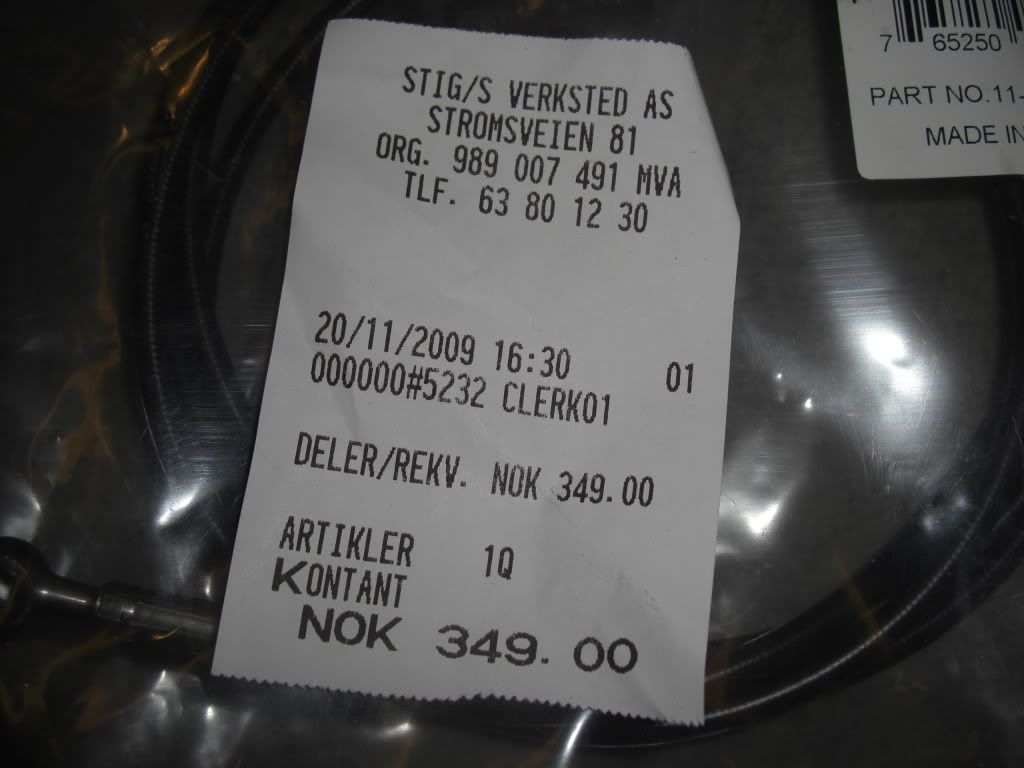 STIG/S VERKSTED AS
STROMSVEIEN 81
ORG. 989 007 491 MVA
TLF. 63 80 12 30
20/11/2009 16:30 01
000000#5232 CLERK01
DELER/REKV. NOK 349.00
ARTIKLER 1Q
KONTANT
NOK 349.00
7 65250
PART NO.11-
MADE IN